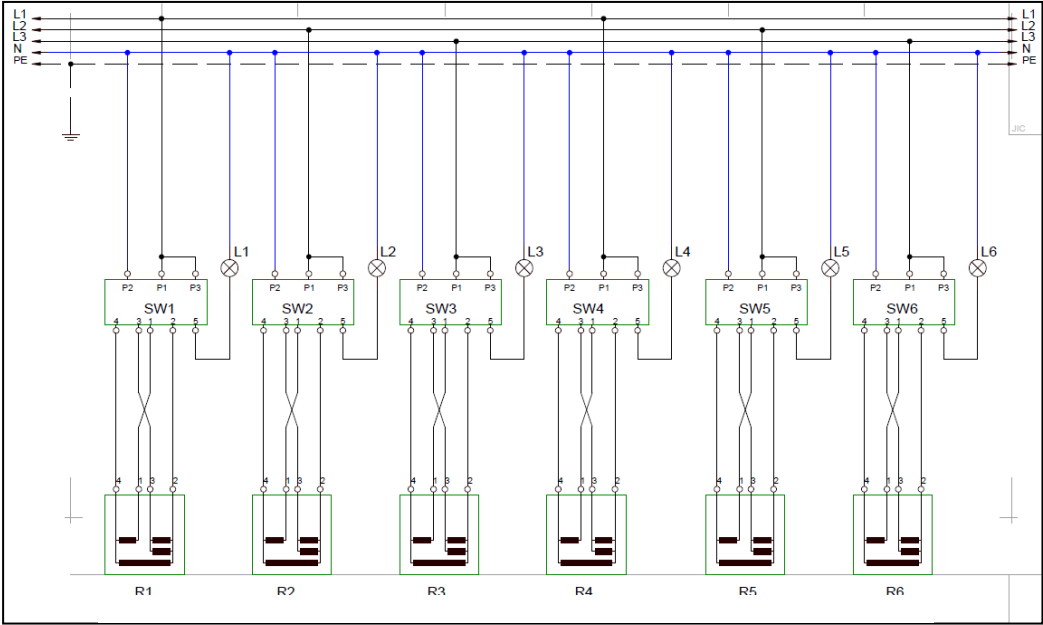 L1 L1
L2 L2
L3 L3
N N
PE PE
JIC
L1 L2 L3 L4 L5 L6
P2 P1 P3 P2 P1 P3 P2 P1 P3 P2 P1 P3 P2 P1 P3 P2 P1 P3
SW1 SW2 SW3 SW4 SW5 SW6
4 3 1 2 5 4 3 1 2 5 4 3 1 2 5 4 3 1 2 5 4 3 1 2 5 4 3 1 2 5
4 1 3 2 4 1 3 2 4 1 3 2 4 1 3 2 4 1 3 2 4 1 3 2
R1 R2 R3 R4 R5 R6